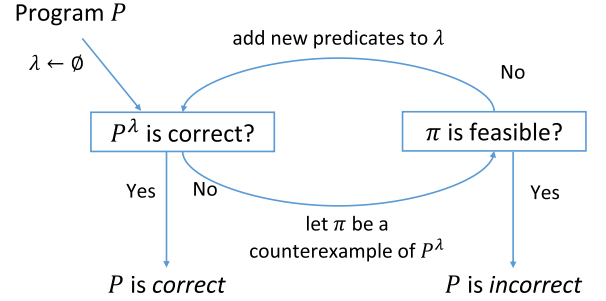 Program P
λ ← ∅
add new predicates to λ
No
P^λ is correct?
π is feasible?
Yes
No
Yes
let π be a
counterexample of P^λ
P is correct
P is incorrect